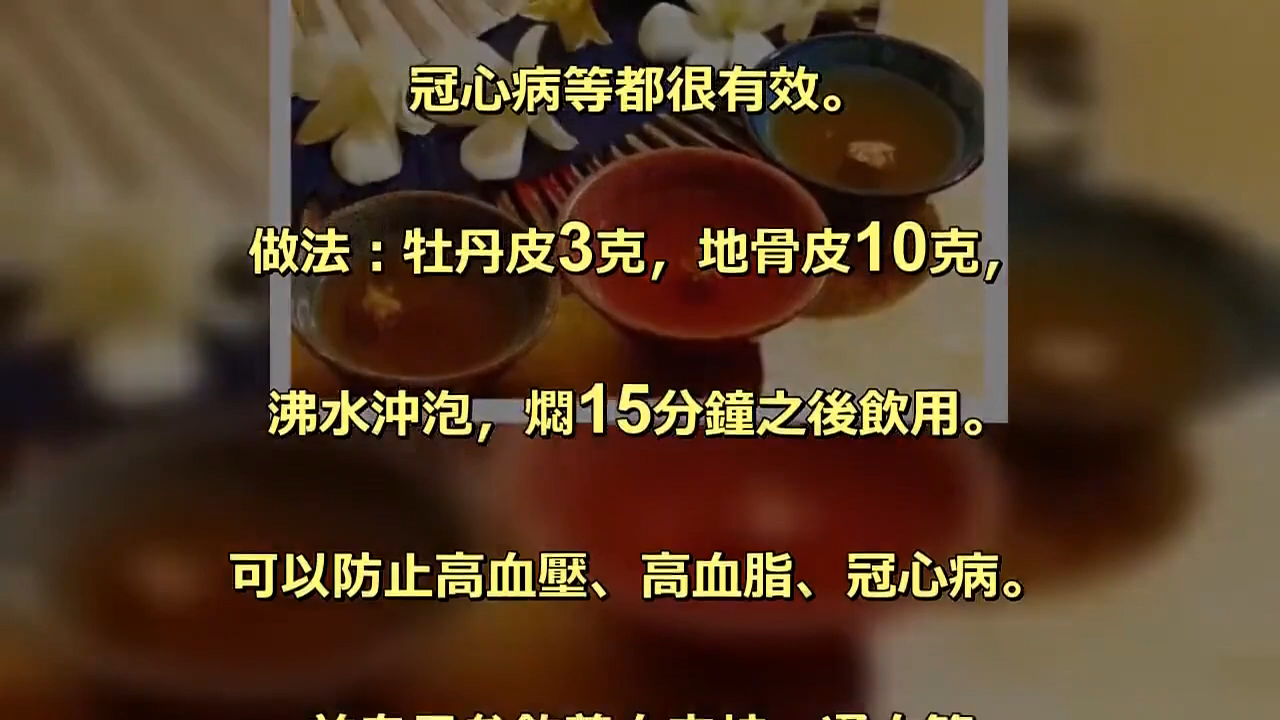 冠心病等都很有效。
做法：牡丹皮3克，地骨皮10克，
沸水沖泡，燜15分鐘之後飲用。
可以防止高血壓、高血脂、冠心病。